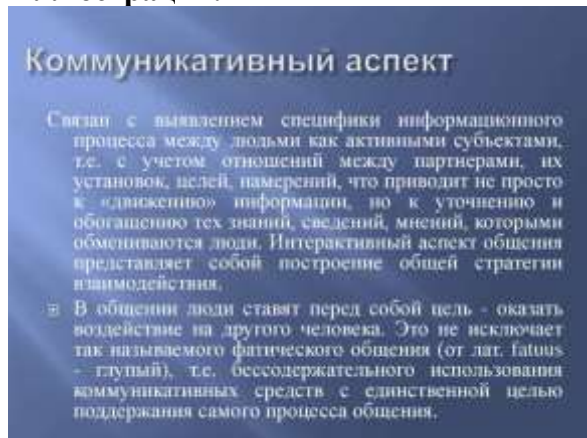 Коммуникативный аспект
Связан с выявлением специфики информационного
процесса между людьми как активными субъектами,
т.е. с учетом отношений между партнерами, их
установок, целей, намерений, что приводит не просто
к «движению» информации, но к уточнению и
обогащению тех знаний, сведений, мнений, которыми
обмениваются люди. Интерактивный аспект общения
представляет собой построение общей стратегии
взаимодействия.
В общении люди ставят перед собой цель - оказать
воздействие на другого человека. Это не исключает
так называемого фатического общения (от лат. fatuus
- глупый), т.е. бессодержательного использования
коммуникативных средств с единственной целью
поддержания самого процесса общения.